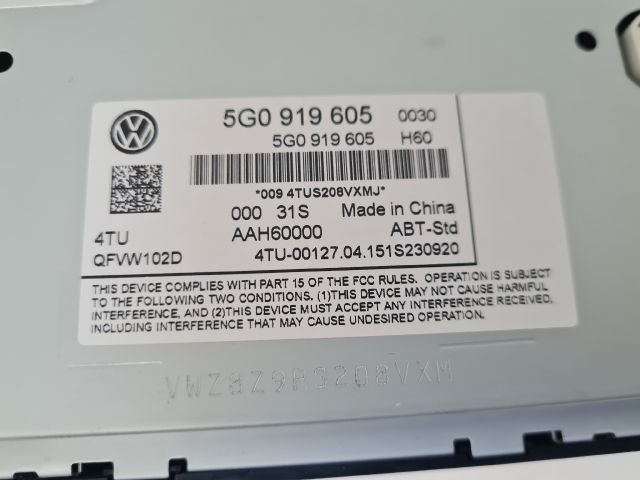 5G0 919 605 0030
5G0 919 605 H60
*009 4TUS208VXMJ*
000 31S Made in China
4TU AAH60000 ABT-Std
QFVW102D 4TU-00127.04.151S230920
THIS DEVICE COMPLIES WITH PART 15 OF THE FCC RULES. OPERATION IS SUBJECT
TO THE FOLLOWING TWO CONDITIONS. (1)THIS DEVICE MAY NOT CAUSE HARMFUL
INTERFERENCE, AND (2)THIS DEVICE MUST ACCEPT ANY INTERFERENCE RECEIVED,
INCLUDING INTERFERENCE THAT MAY CAUSE UNDESIRED OPERATION.
VWZ8Z9RS208VXM